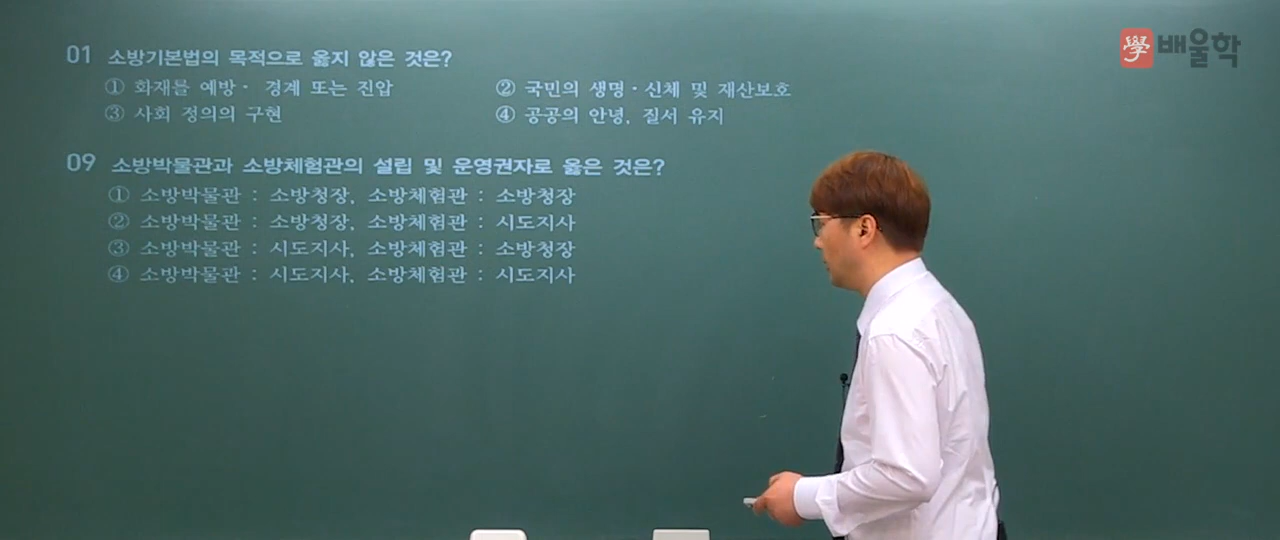 學 배울학
01 소방기본법의 목적으로 옳지 않은 것은?
① 화재를 예방· 경계 또는 진압 ② 국민의 생명·신체 및 재산보호
③ 사회 정의의 구현 ④ 공공의 안녕, 질서 유지
09 소방박물관과 소방체험관의 설립 및 운영권자로 옳은 것은?
① 소방박물관 : 소방청장, 소방체험관 : 소방청장
② 소방박물관 : 소방청장, 소방체험관 : 시도지사
③ 소방박물관 : 시도지사, 소방체험관 : 소방청장
④ 소방박물관 : 시도지사, 소방체험관 : 시도지사